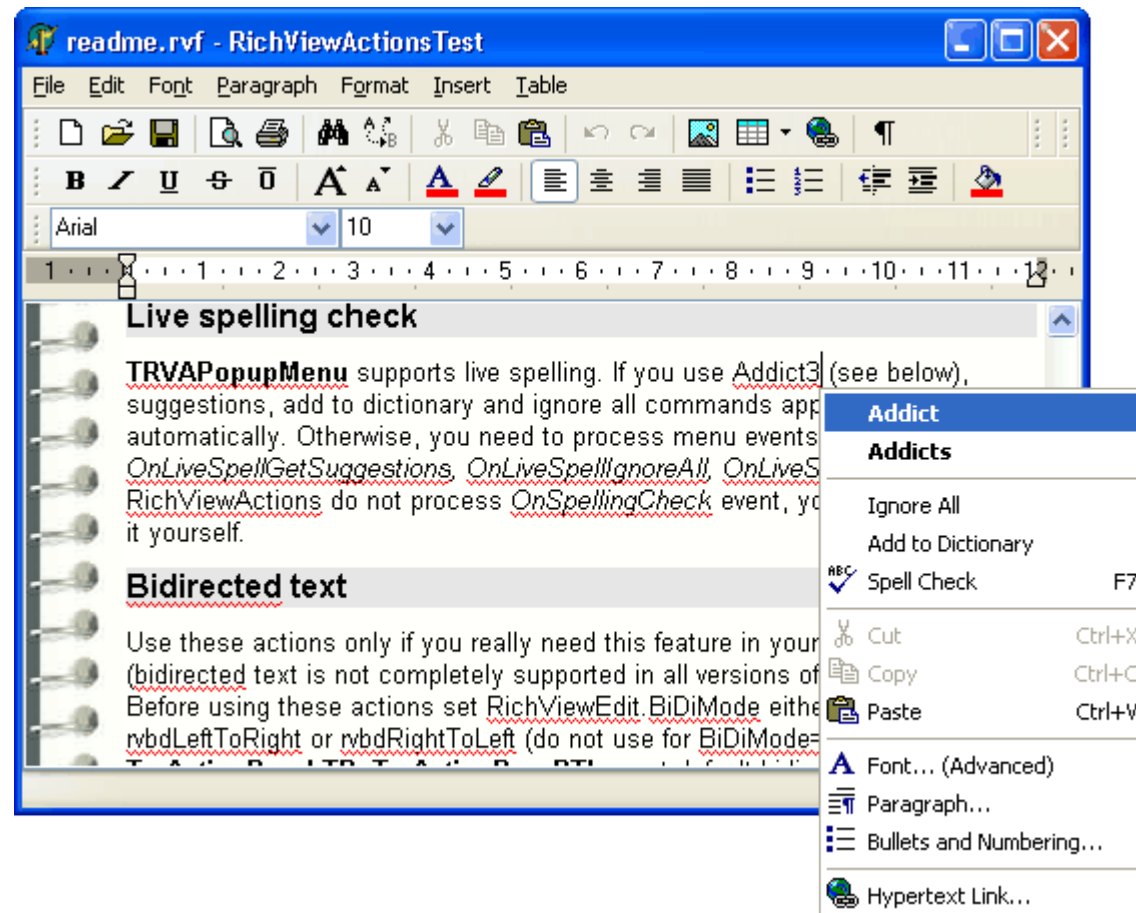 readme.rvf - RichViewActionsTest
File Edit Font Paragraph Format Insert Table
B I U S O A A A
Arial 10
1 1 2 3 4 5 6 7 8 9 10 11 12
Live spelling check
TRVAPopupMenu supports live spelling. If you use Addict3 (see below),
suggestions, add to dictionary and ignore all commands app
automatically. Otherwise, you need to process menu events
OnLiveSpellGetSuggestions, OnLiveSpellIgnoreAll, OnLiveS
RichViewActions do not process OnSpellingCheck event, yo
it yourself.
Bidirected text
Use these actions only if you really need this feature in your
(bidirected text is not completely supported in all versions of
Before using these actions set RichViewEdit.BiDiMode eithe
rvbdLeftToRight or rvbdRightToLeft (do not use for BiDiMode=
Addict
Addicts
Ignore All
Add to Dictionary
ABC Spell Check F7
Cut Ctrl+X
Copy Ctrl+C
Paste Ctrl+V
A Font... (Advanced)
Paragraph...
Bullets and Numbering...
Hypertext Link...